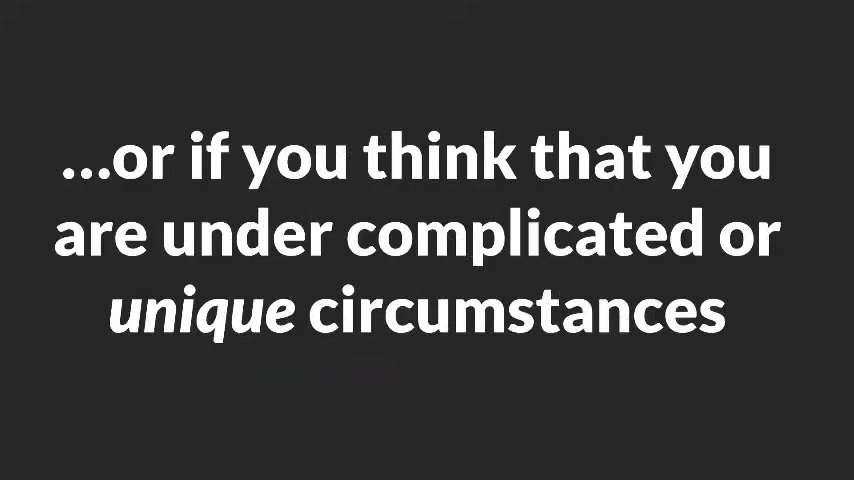 ...or if you think that you
are under complicated or
unique circumstances